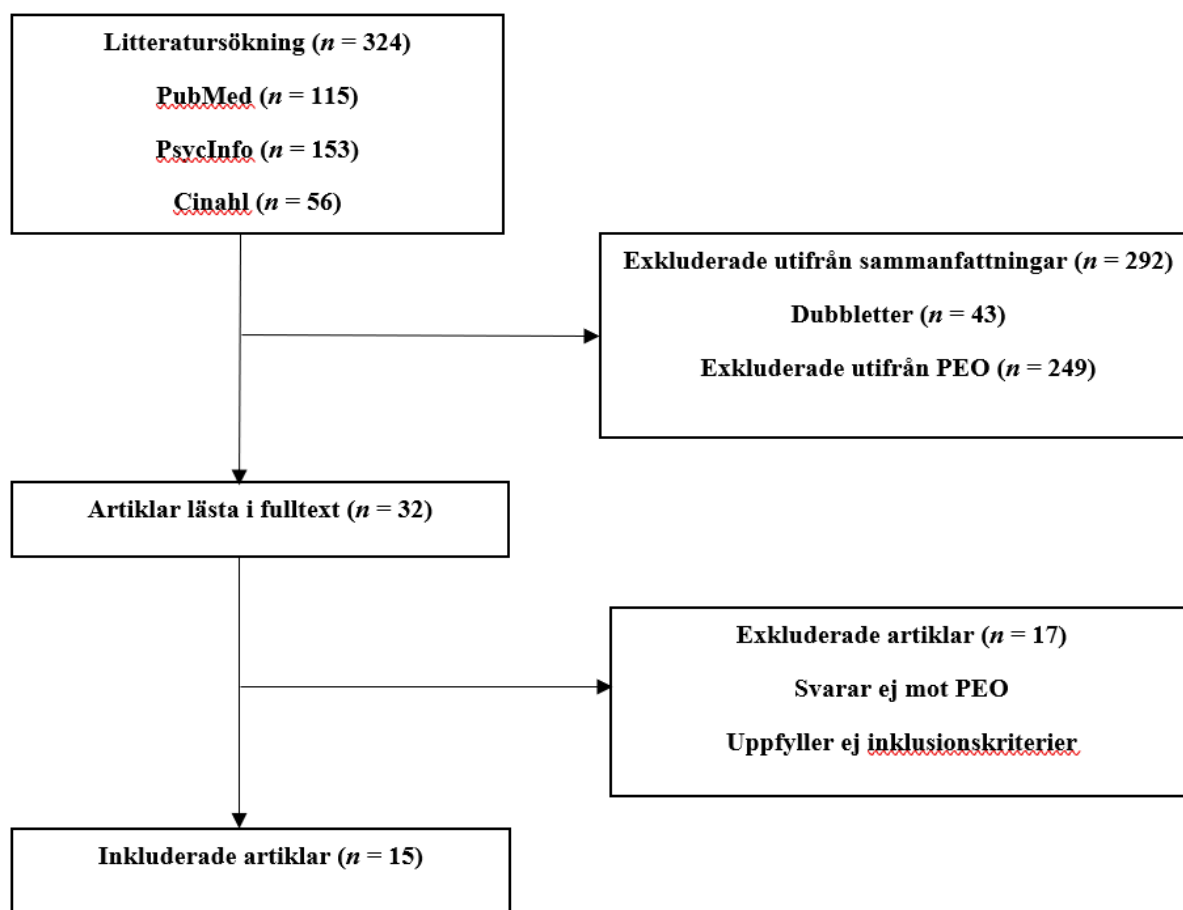 Litteratursökning (n = 324)
PubMed (n = 115)
PsycInfo (n = 153)
Cinahl (n = 56)
Exkluderade utifrån sammanfattningar (n = 292)
Dubbletter (n = 43)
Exkluderade utifrån PEO (n = 249)
Artiklar lästa i fulltext (n = 32)
Exkluderade artiklar (n = 17)
Svarar ej mot PEO
Uppfyller ej inklusionskriterier
Inkluderade artiklar (n = 15)